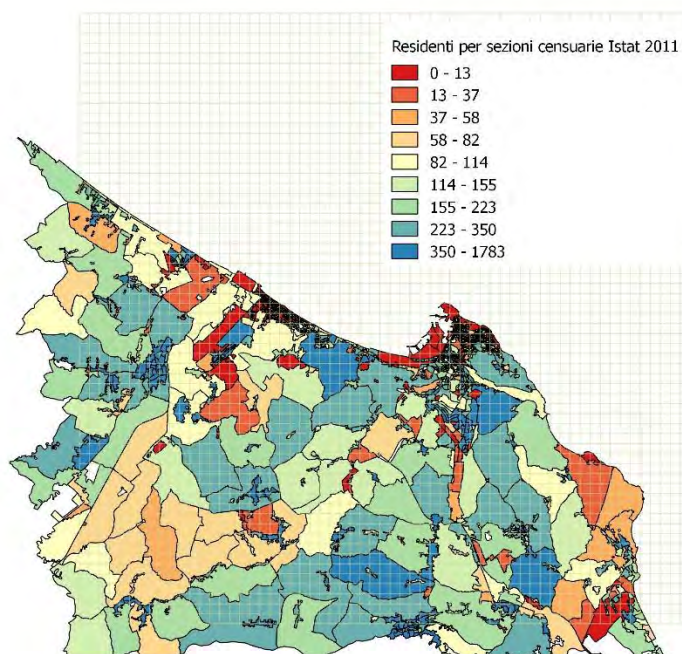 Residenti per sezioni censuarie Istat 2011
0 - 13
13 - 37
37 - 58
58 - 82
82 - 114
114 - 155
155 - 223
223 - 350
350 - 1783